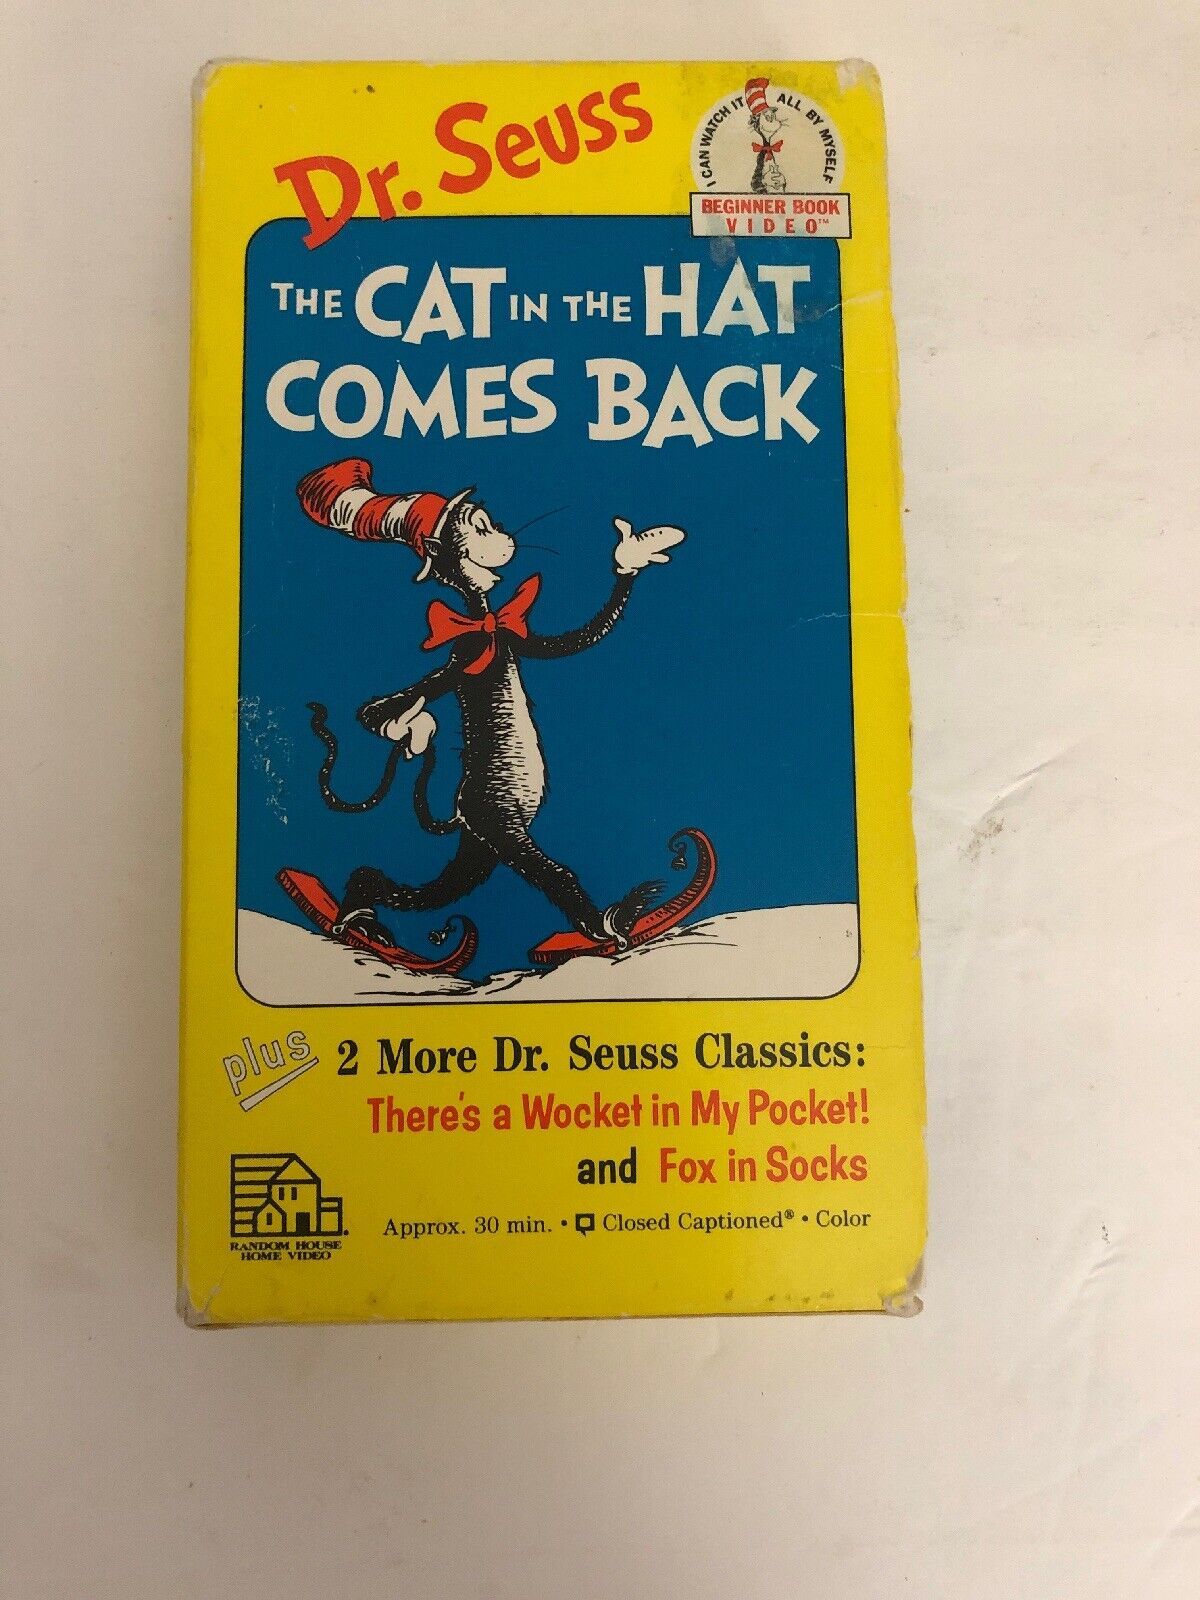 Dr. Seuss
I CAN WATCH IT ALL BY MYSELF
BEGINNER BOOK
VIDEO™
THE CAT IN THE HAT
COMES BACK
plus 2 More Dr. Seuss Classics:
There's a Wocket in My Pocket!
and Fox in Socks
Approx. 30 min. • Closed Captioned® • Color
RANDOM HOUSE
HOME VIDEO